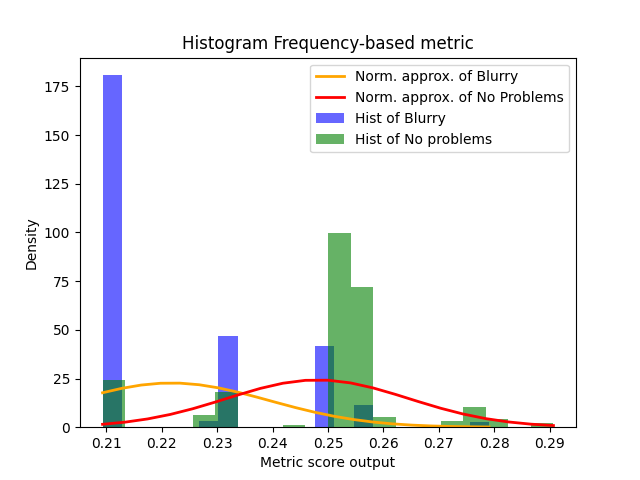 Histogram Frequency-based metric
Norm. approx. of Blurry
Norm. approx. of No Problems
Hist of Blurry
Hist of No problems
175
150
125
100
75
50
25
0
Density
0.21 0.22 0.23 0.24 0.25 0.26 0.27 0.28 0.29
Metric score output